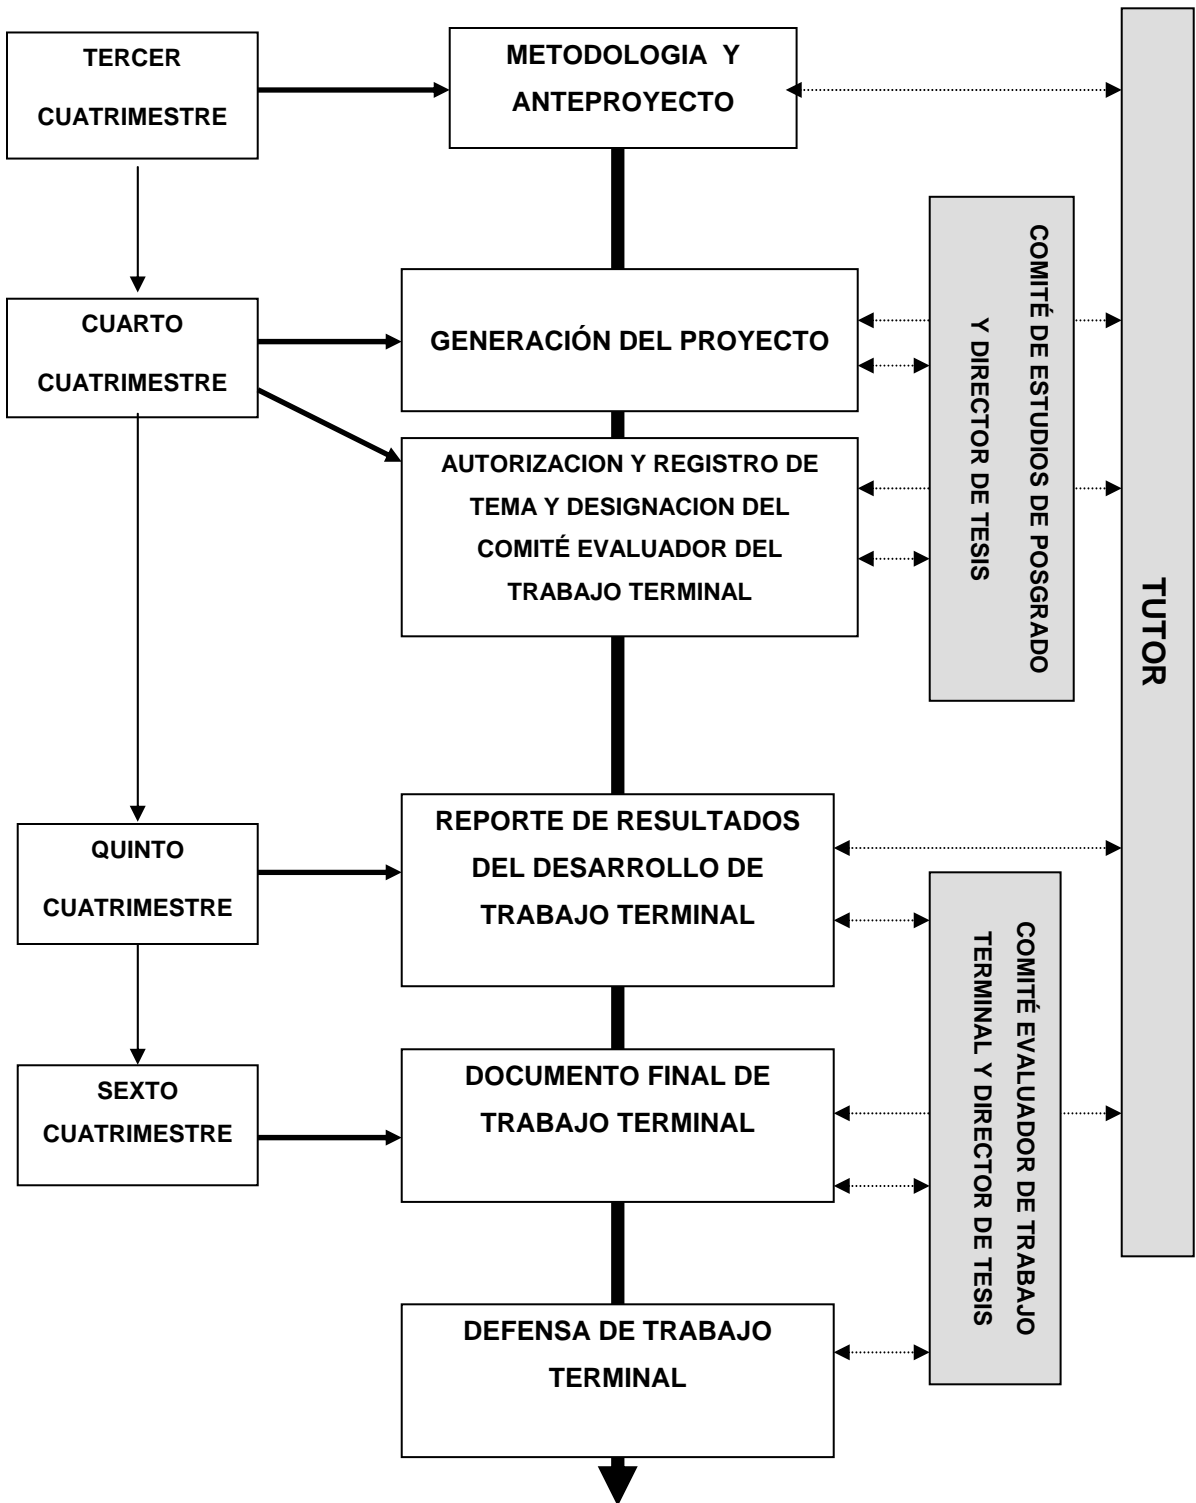 TERCER
CUATRIMESTRE
METODOLOGIA Y
ANTEPROYECTO
CUARTO
CUATRIMESTRE
GENERACIÓN DEL PROYECTO
AUTORIZACION Y REGISTRO DE
TEMA Y DESIGNACION DEL
COMITÉ EVALUADOR DEL
TRABAJO TERMINAL
COMITÉ DE ESTUDIOS DE POSGRADO
Y DIRECTOR DE TESIS
TUTOR
QUINTO
CUATRIMESTRE
REPORTE DE RESULTADOS
DEL DESARROLLO DE
TRABAJO TERMINAL
SEXTO
CUATRIMESTRE
DOCUMENTO FINAL DE
TRABAJO TERMINAL
COMITÉ EVALUADOR DE TRABAJO
TERMINAL Y DIRECTOR DE TESIS
DEFENSA DE TRABAJO
TERMINAL